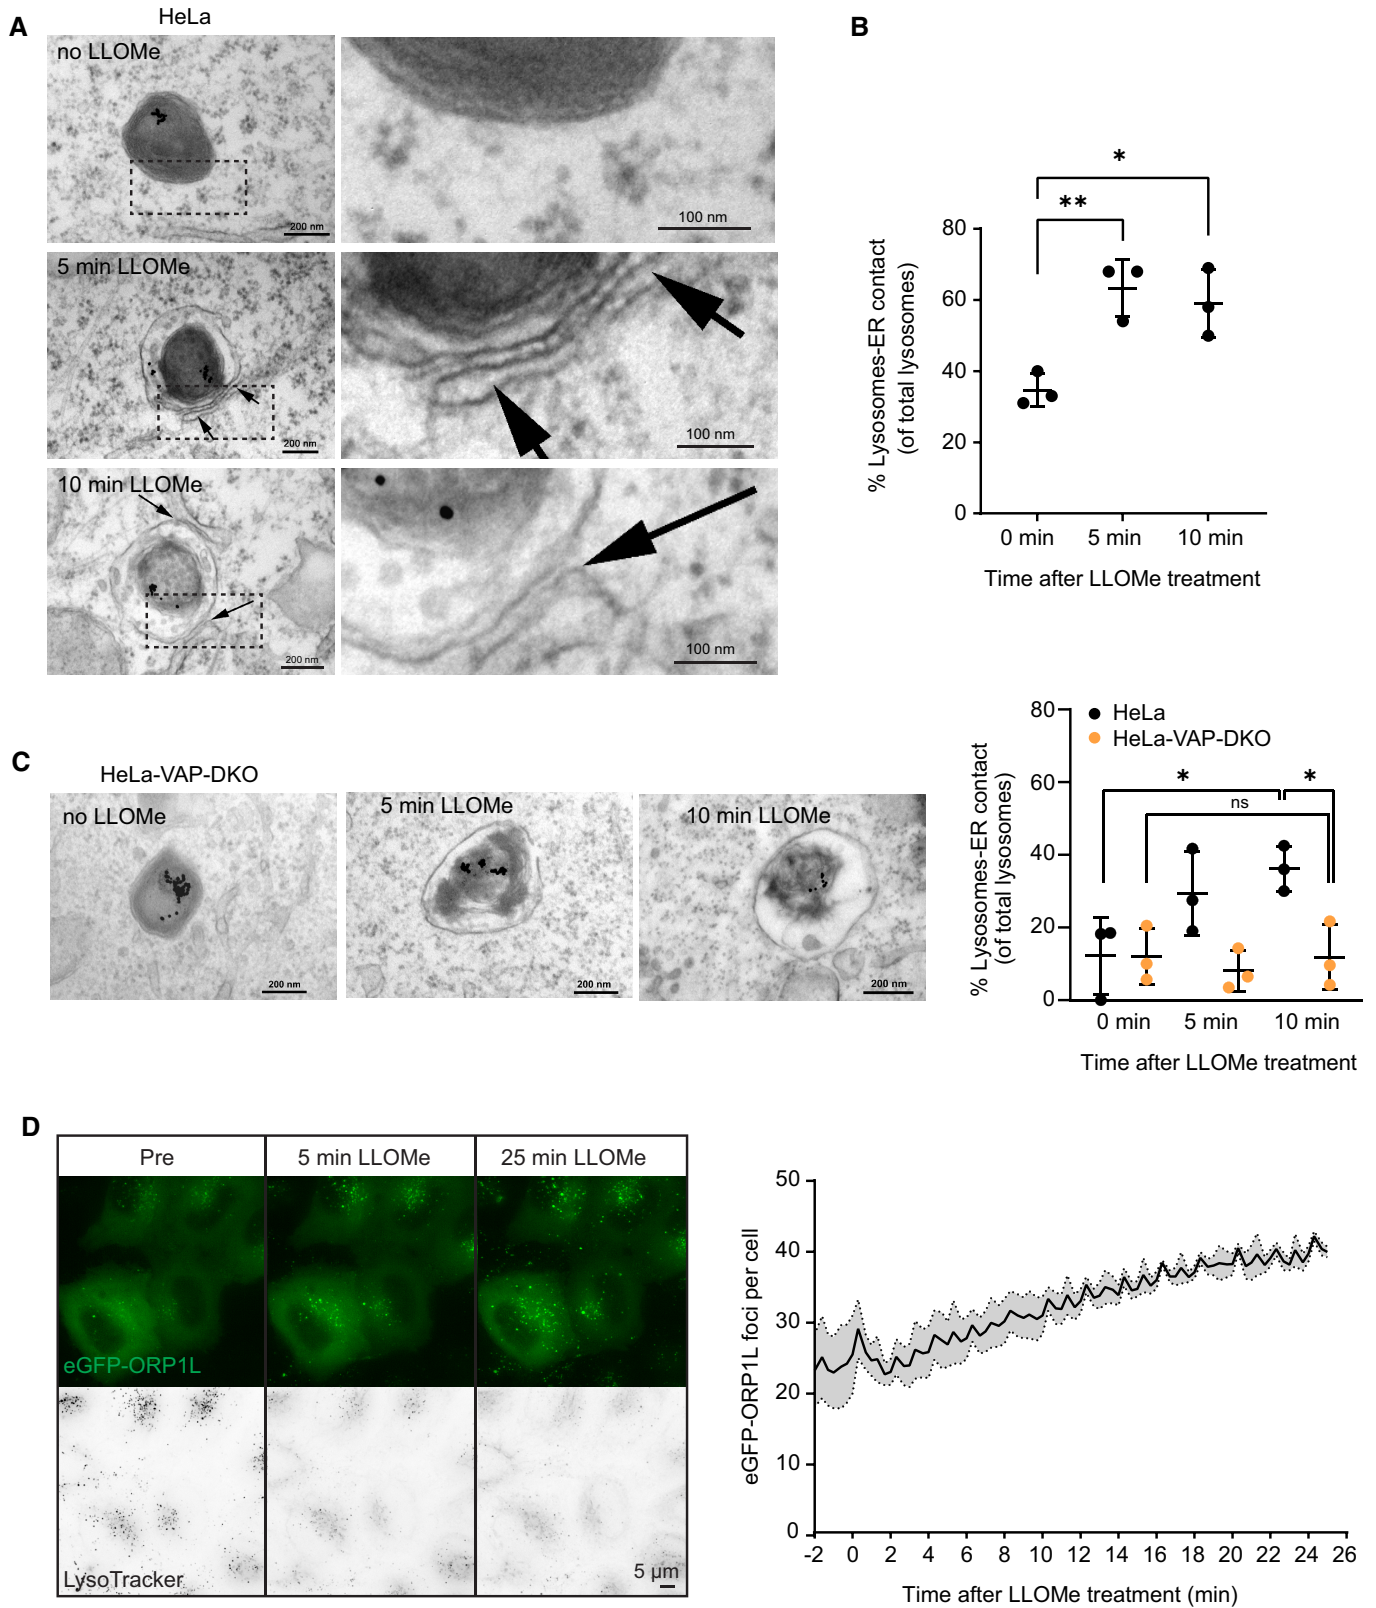 A
HeLa
no LLOMe
200 nm
100 nm
5 min LLOMe
200 nm
100 nm
10 min LLOMe
200 nm
100 nm
B
*
**
% Lysosomes-ER contact
(of total lysosomes)
80
60
40
20
0
0 min 5 min 10 min
Time after LLOMe treatment
C
HeLa-VAP-DKO
no LLOMe
200 nm
5 min LLOMe
200 nm
10 min LLOMe
200 nm
HeLa
HeLa-VAP-DKO
* *
ns
% Lysosomes-ER contact
(of total lysosomes)
80
60
40
20
0
0 min 5 min 10 min
Time after LLOMe treatment
D
Pre 5 min LLOMe 25 min LLOMe
eGFP-ORP1L
LysoTracker
5 µm
eGFP-ORP1L foci per cell
50
40
30
20
10
0
-2 0 2 4 6 8 10 12 14 16 18 20 22 24 26
Time after LLOMe treatment (min)